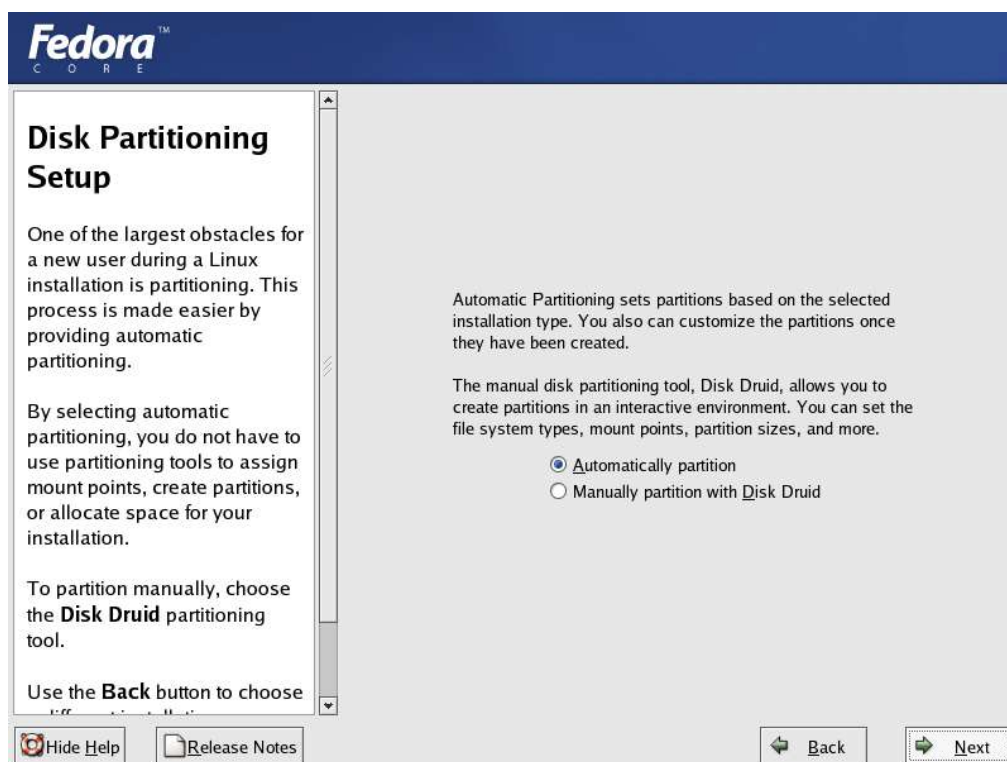 Fedora™
CORE
Disk Partitioning
Setup
One of the largest obstacles for
a new user during a Linux
installation is partitioning. This
process is made easier by
providing automatic
partitioning.
By selecting automatic
partitioning, you do not have to
use partitioning tools to assign
mount points, create partitions,
or allocate space for your
installation.
To partition manually, choose
the Disk Druid partitioning
tool.
Use the Back button to choose
Automatic Partitioning sets partitions based on the selected
installation type. You also can customize the partitions once
they have been created.
The manual disk partitioning tool, Disk Druid, allows you to
create partitions in an interactive environment. You can set the
file system types, mount points, partition sizes, and more.
Automatically partition
Manually partition with Disk Druid
Hide Help
Release Notes
Back
Next